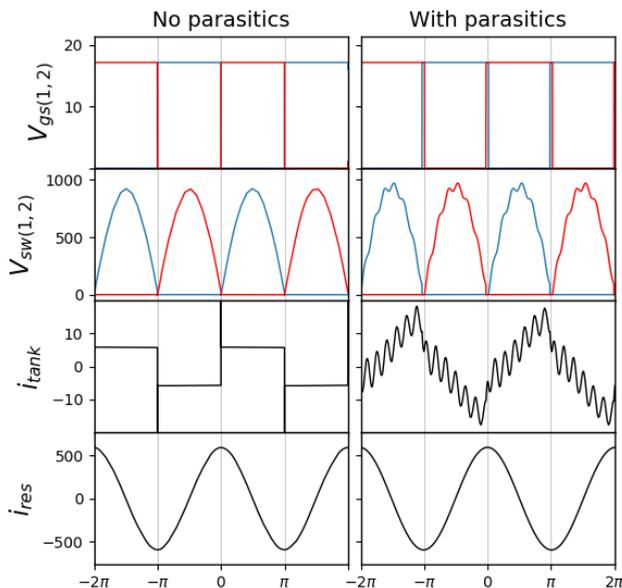 No parasitics With parasitics
V_gs(1, 2)
20
10
V_sw(1, 2)
1000
500
0
i_tank
10
0
−10
i_res
500
0
−500
−2π −π 0 π −2π −π 0 π 2π